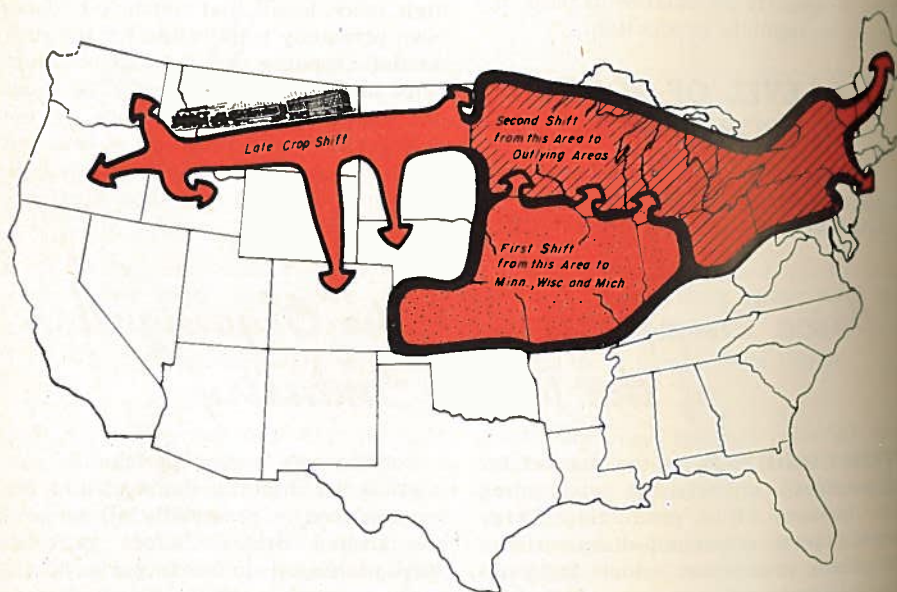 Late Crop Shift
Second Shift
from this Area to
Outlying Areas
First Shift
from this Area to
Minn., Wisc and Mich